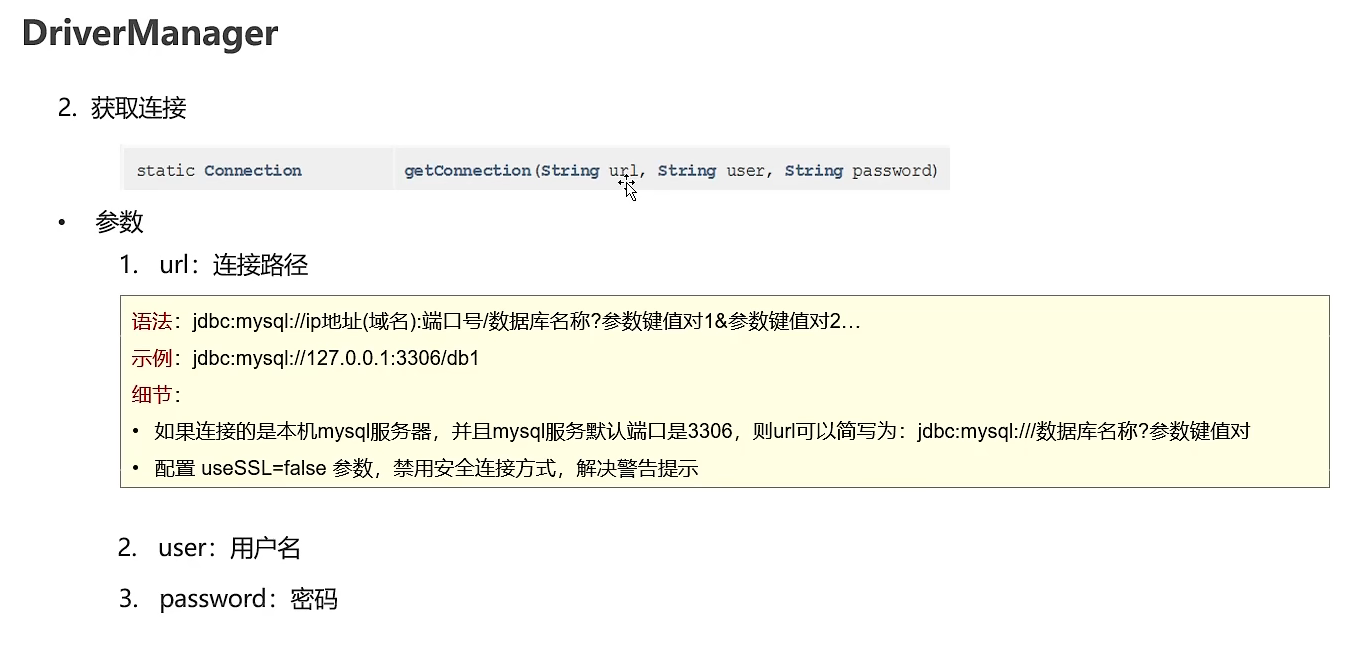 DriverManager
2. 获取连接
static Connection getConnection(String url, String user, String password)
• 参数
1. url：连接路径
语法：jdbc:mysql://ip地址(域名):端口号/数据库名称?参数键值对1&参数键值对2…
示例：jdbc:mysql://127.0.0.1:3306/db1
细节：
• 如果连接的是本机mysql服务器，并且mysql服务默认端口是3306，则url可以简写为：jdbc:mysql:///数据库名称?参数键值对
• 配置 useSSL=false 参数，禁用安全连接方式，解决警告提示
2. user：用户名
3. password：密码